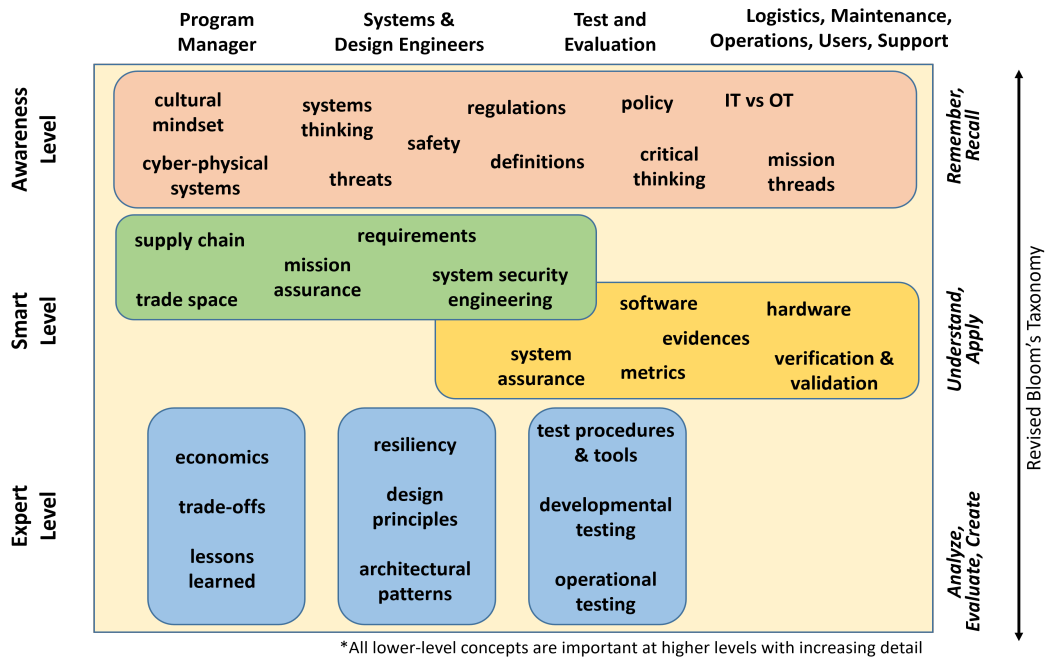 Program
Manager
Systems &
Design Engineers
Test and
Evaluation
Logistics, Maintenance,
Operations, Users, Support
Awareness
Level
cultural
mindset
systems
thinking
regulations
policy
IT vs OT
safety
cyber-physical
systems
threats
definitions
critical
thinking
mission
threads
Remember,
Recall
Smart
Level
supply chain
requirements
mission
assurance
system security
engineering
trade space
software
hardware
evidences
system
assurance
metrics
verification &
validation
Understand,
Apply
Expert
Level
economics
trade-offs
lessons
learned
resiliency
design
principles
architectural
patterns
test procedures
& tools
developmental
testing
operational
testing
Analyze,
Evaluate, Create
Revised Bloom's Taxonomy
*All lower-level concepts are important at higher levels with increasing detail